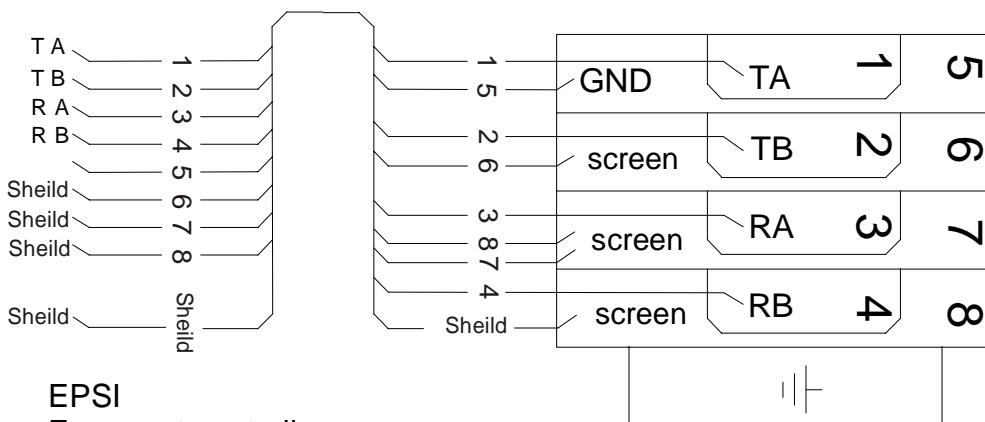 T A 1 1 GND TA 1 5
T B 2 5
R A 3 2 screen TB 2 6
R B 4 6
5
Sheild 6 3 screen RA 3 7
Sheild 7 8
Sheild 8 7
4 screen RB 4 8
Sheild Sheild Sheild
EPSI